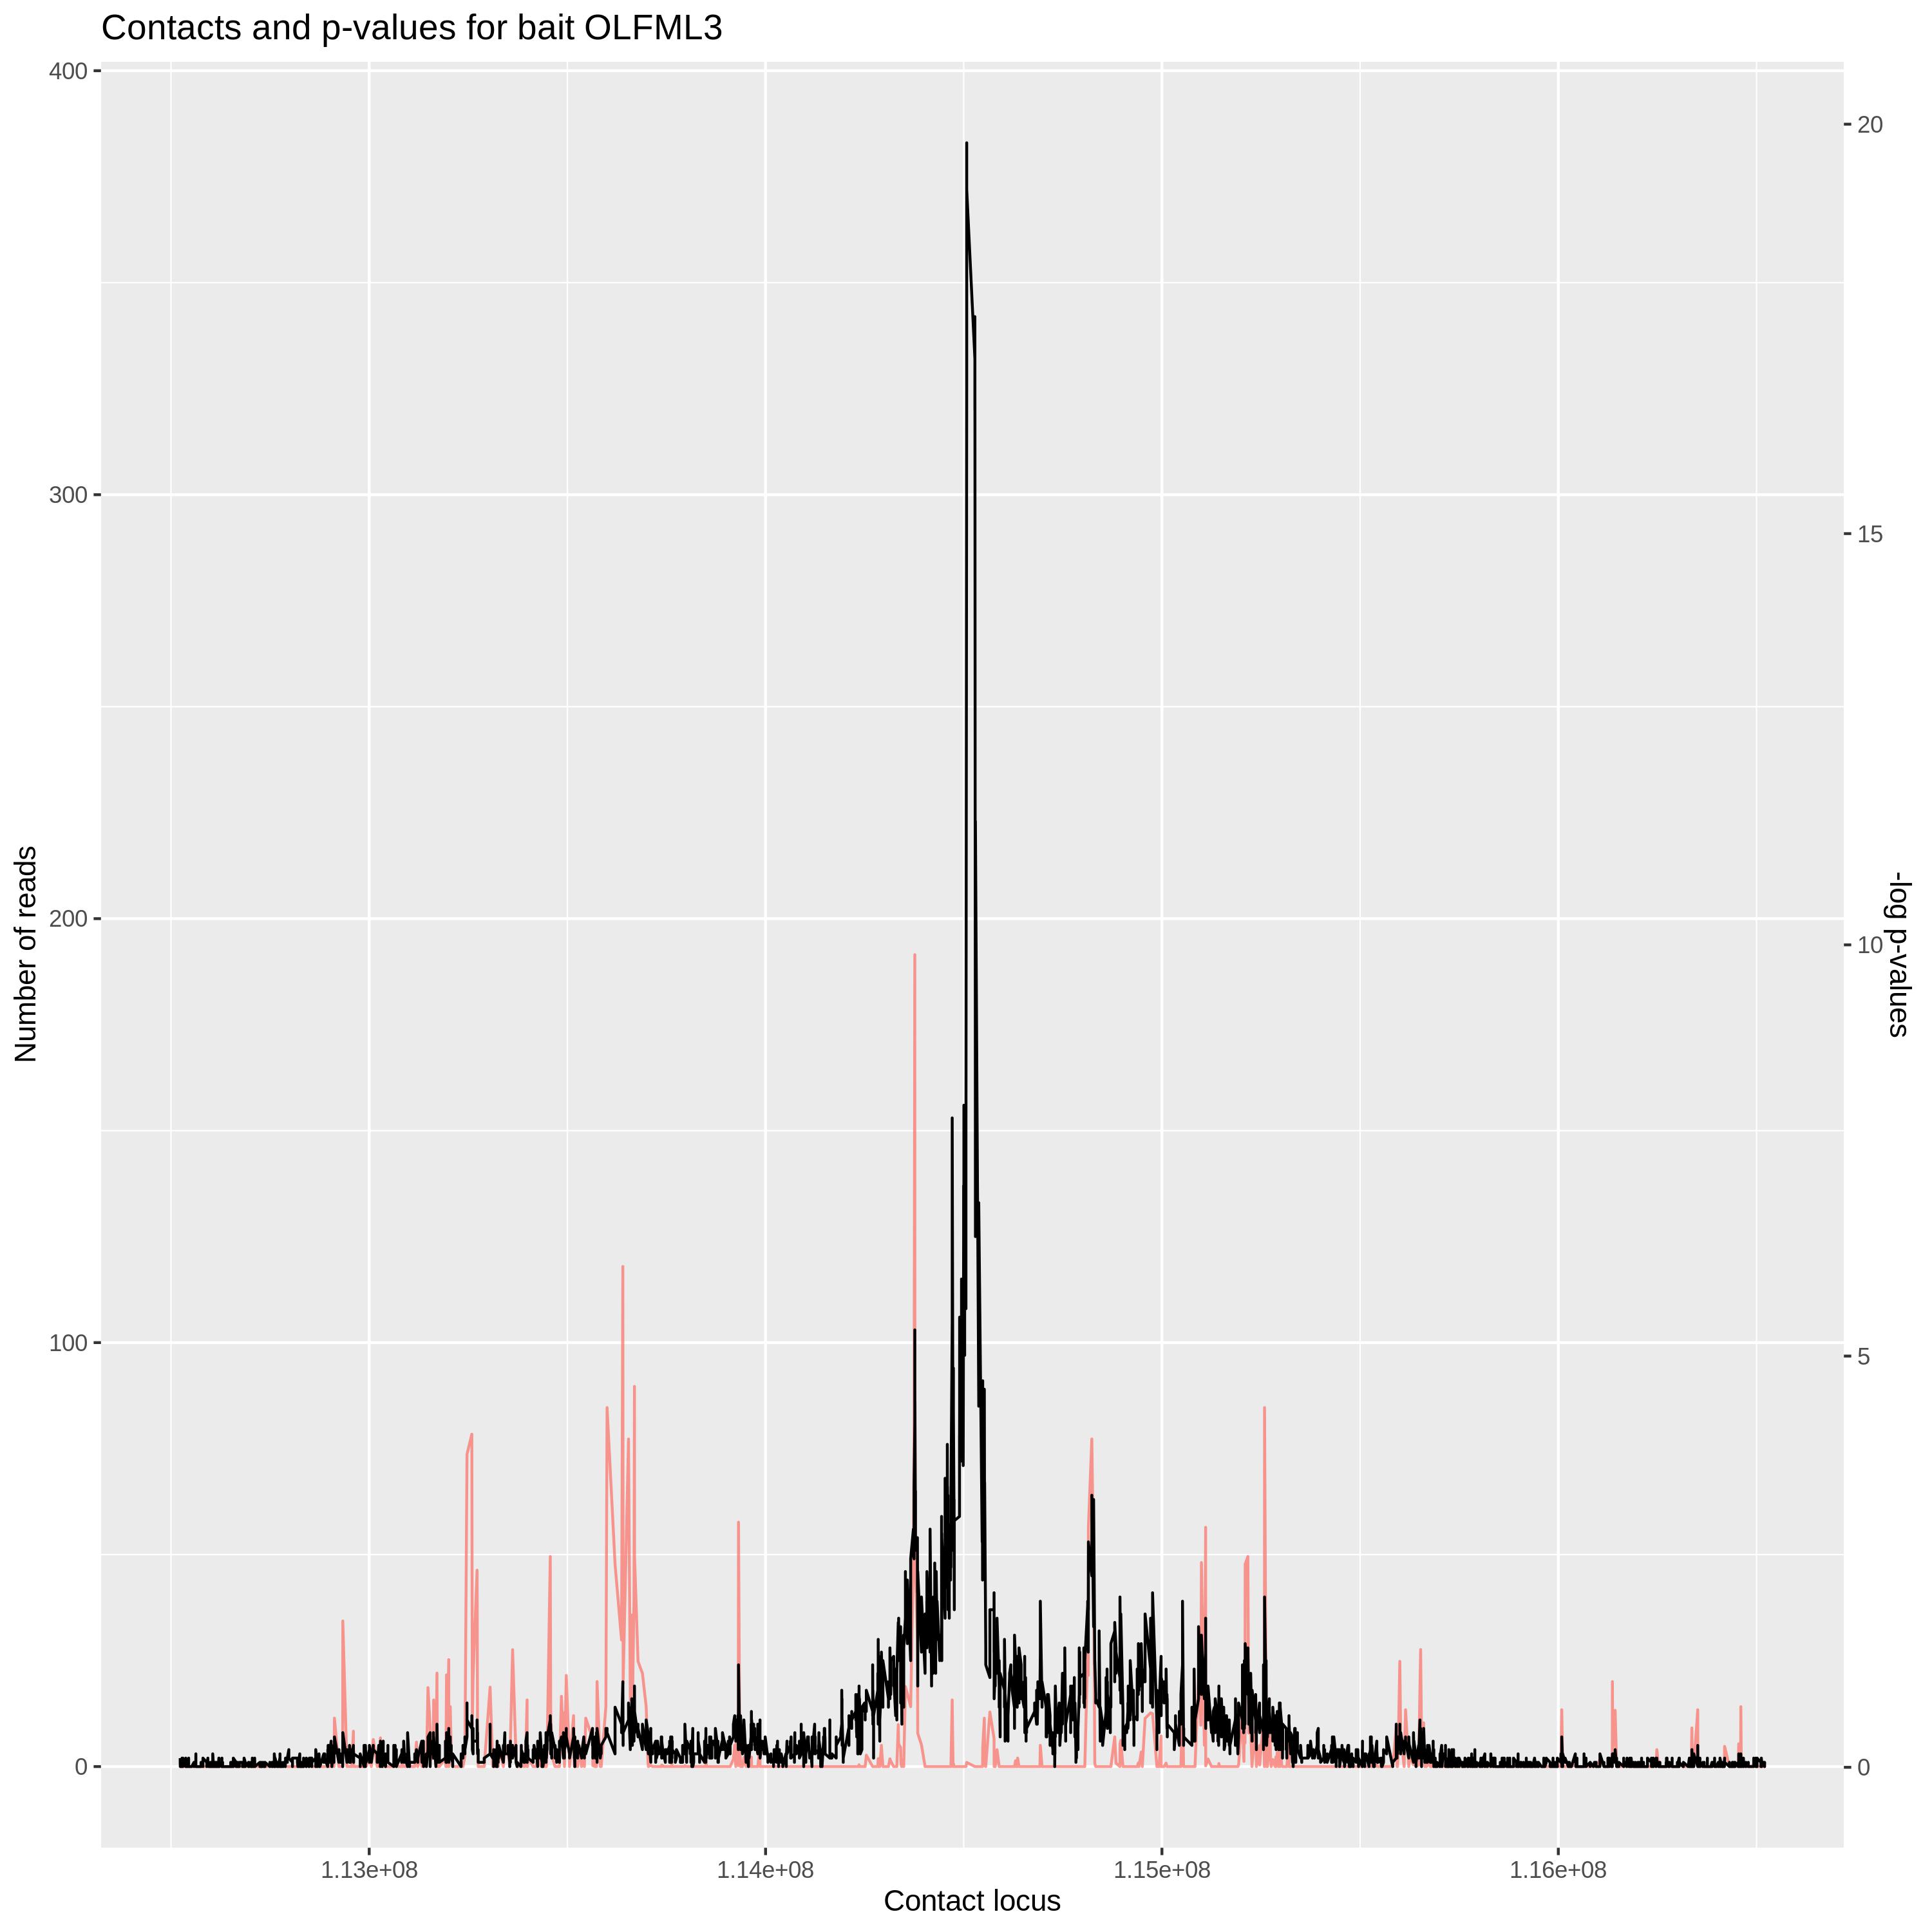 Contacts and p-values for bait OLFML3
400
300
200
100
0
20
15
10
5
0
Number of reads
-log p-values
1.13e+08
1.14e+08
1.15e+08
1.16e+08
Contact locus